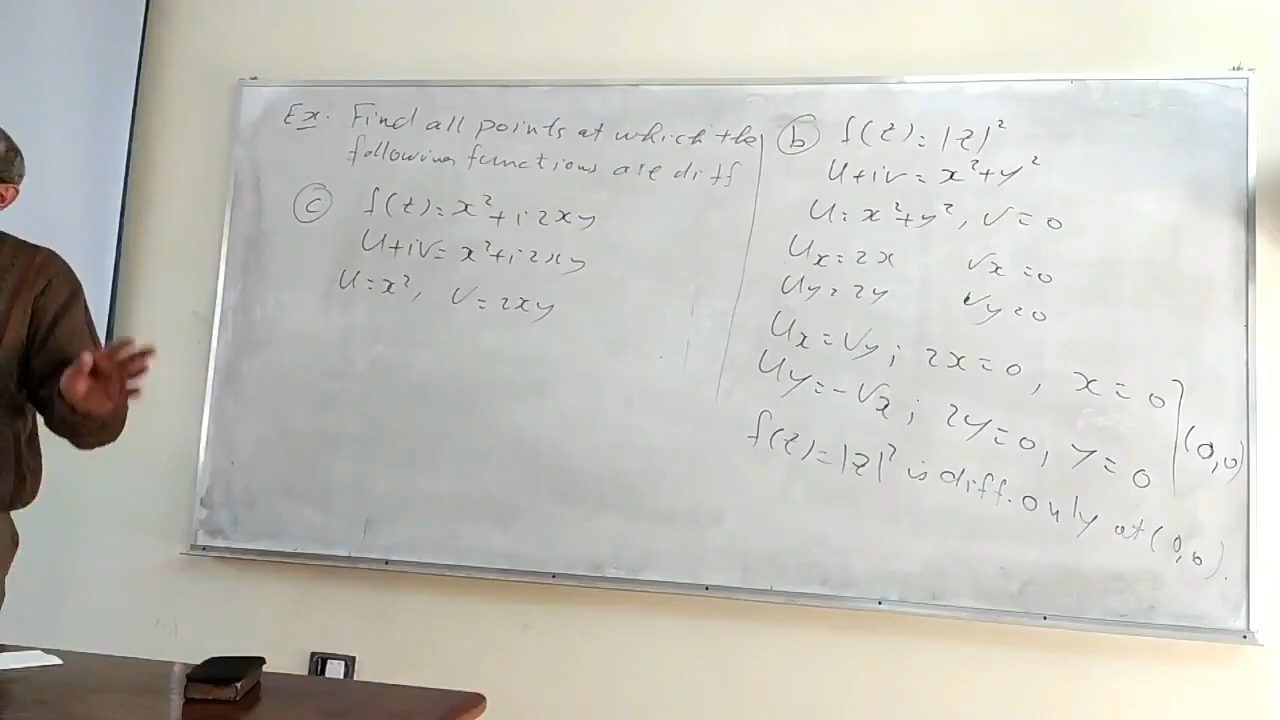 Ex. Find all points at which the
following functions are diff
(c) f(z) = x² + i 2xy
U + iV = x² + i 2xy
U = x², V = 2xy
(b) f(z) = |z|²
U + iV = x² + y²
U = x² + y², V = 0
Ux = 2x Vx = 0
Uy = 2y Vy = 0
Ux = Vy ; 2x = 0, x = 0
Uy = -Vx ; 2y = 0, y = 0 } (0,0)
f(z) = |z|² is diff. only at (0,0).